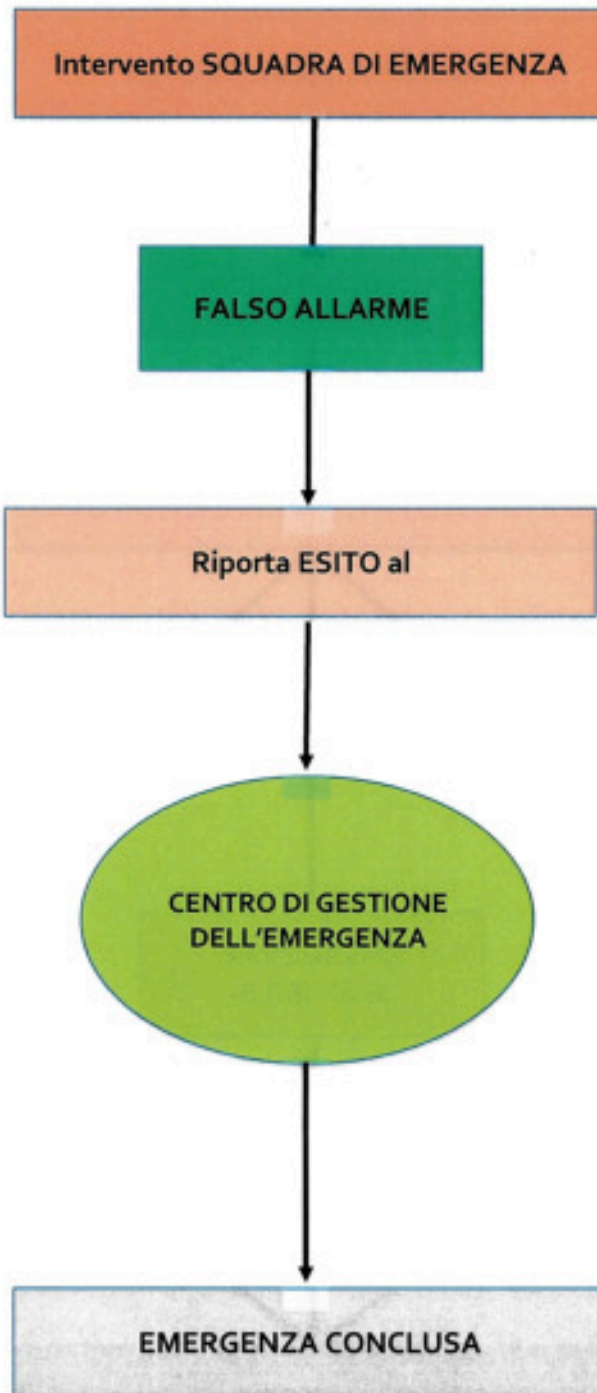 Intervento SQUADRA DI EMERGENZA
FALSO ALLARME
Riporta ESITO al
CENTRO DI GESTIONE
DELL'EMERGENZA
EMERGENZA CONCLUSA